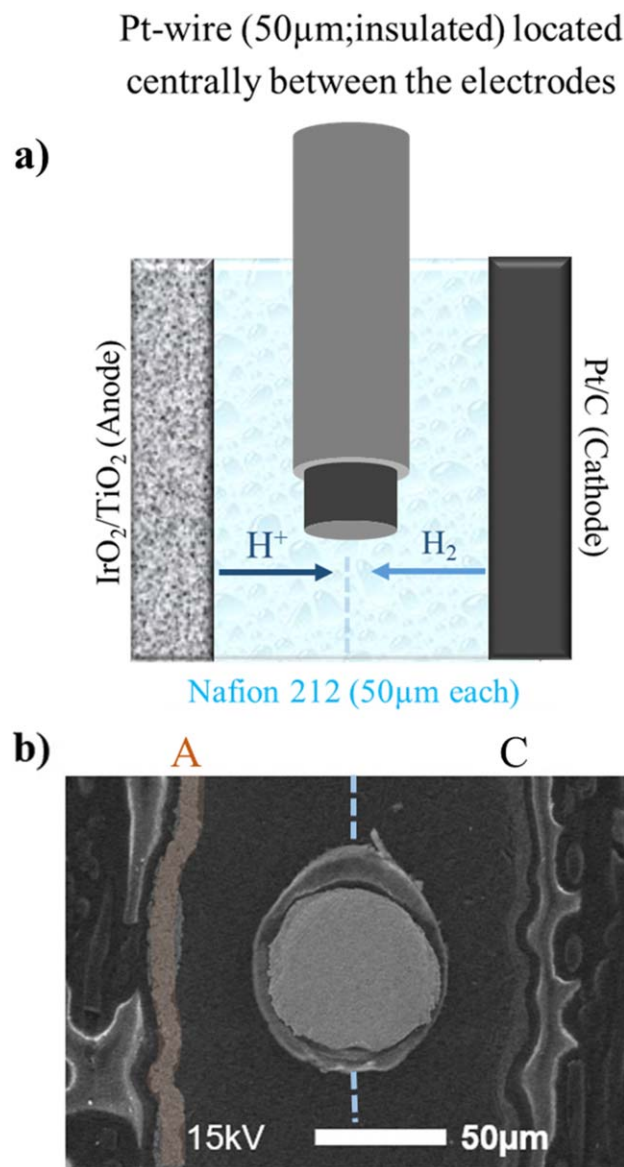 Pt-wire (50µm;insulated) located
centrally between the electrodes
a)
IrO₂/TiO₂ (Anode)
H⁺
H₂
Pt/C (Cathode)
Nafion 212 (50µm each)
b)
A
C
15kV
50µm